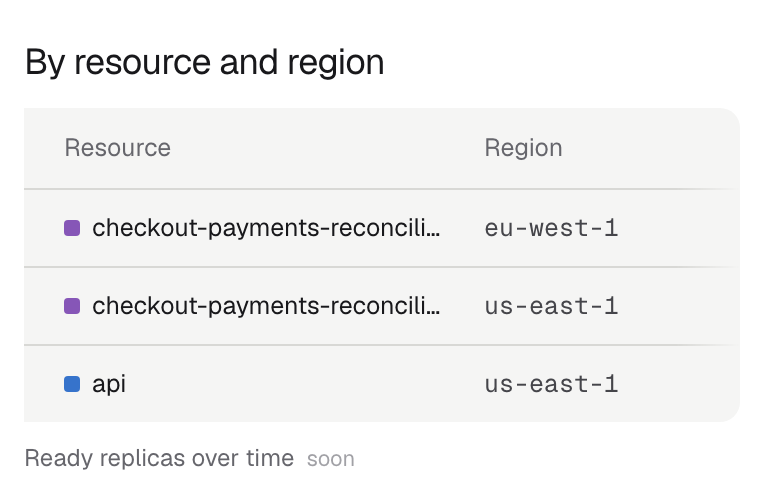 By resource and region
Resource Region
checkout-payments-reconcili… eu-west-1
checkout-payments-reconcili… us-east-1
api us-east-1
Ready replicas over time soon